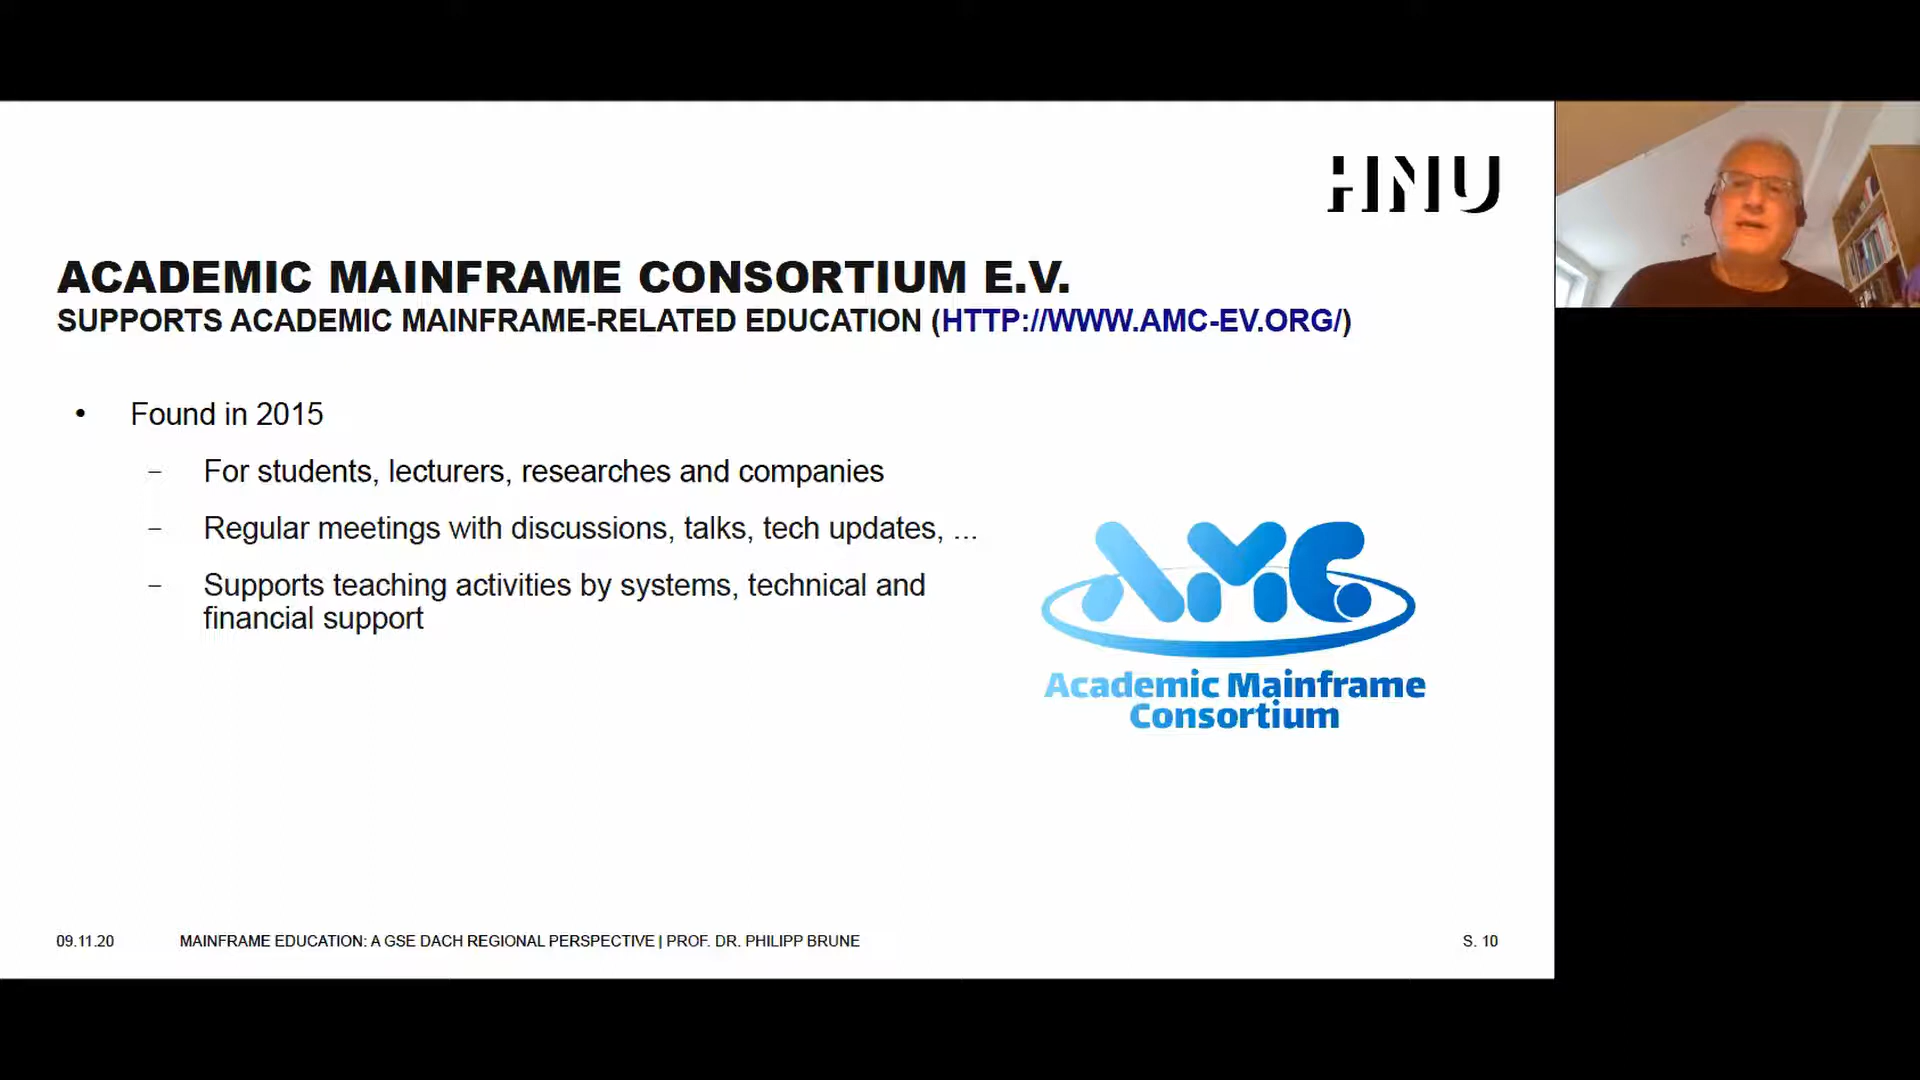 HNU
ACADEMIC MAINFRAME CONSORTIUM E.V.
SUPPORTS ACADEMIC MAINFRAME-RELATED EDUCATION (HTTP://WWW.AMC-EV.ORG/)
• Found in 2015
– For students, lecturers, researches and companies
– Regular meetings with discussions, talks, tech updates, ...
– Supports teaching activities by systems, technical and
financial support
AMC
Academic Mainframe
Consortium
09.11.20 MAINFRAME EDUCATION: A GSE DACH REGIONAL PERSPECTIVE | PROF. DR. PHILIPP BRUNE S. 10